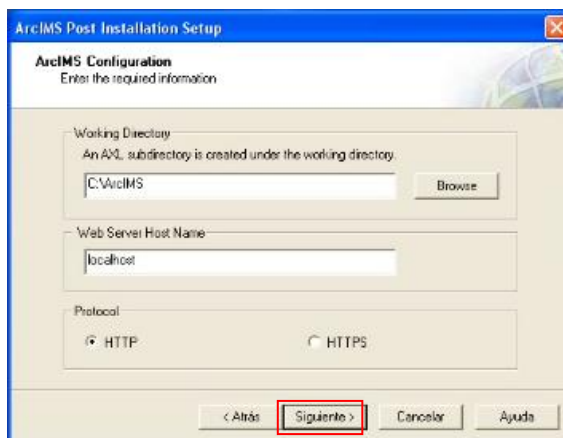 ArcIMS Post Installation Setup
ArcIMS Configuration
Enter the required information
Working Directory
An AXL subdirectory is created under the working directory.
C:\ArcIMS
Browse
Web Server Host Name
localhost
Protocol
HTTP HTTPS
< Atrás Siguiente > Cancelar Ayuda